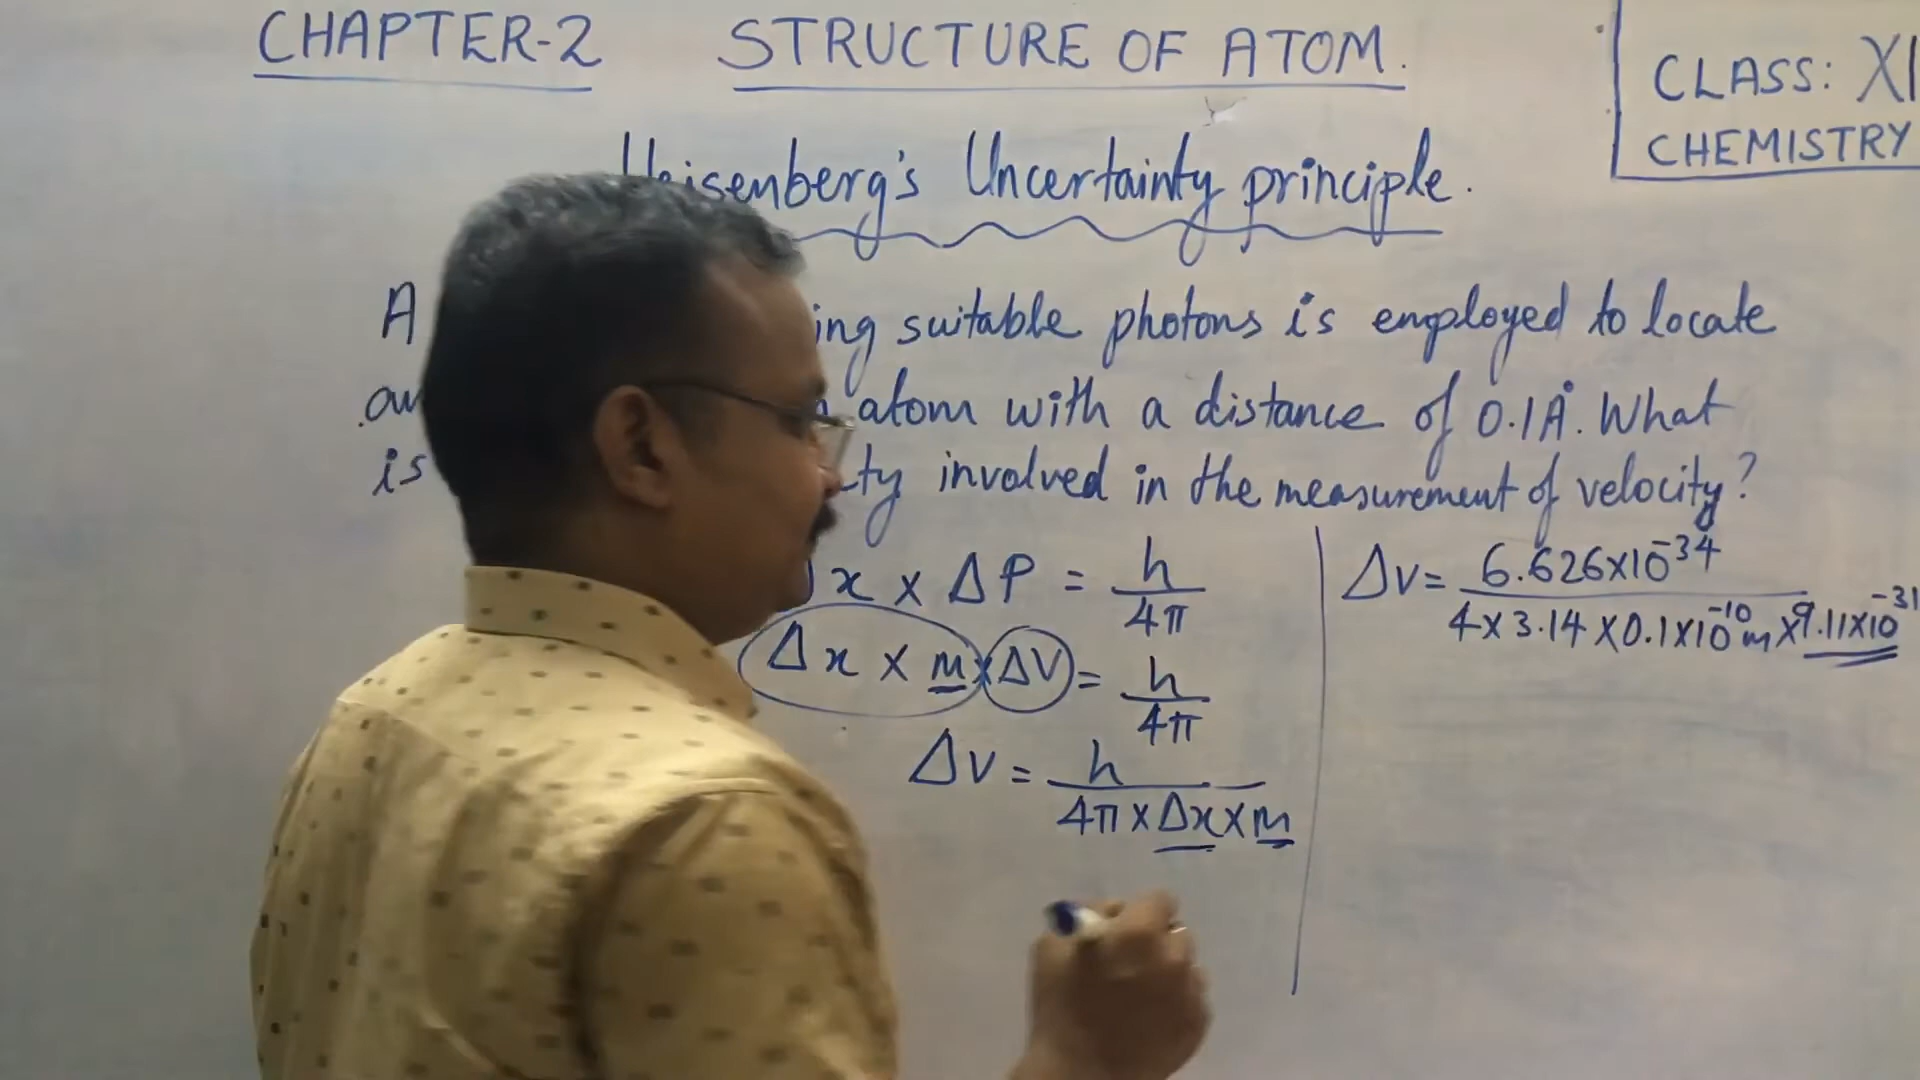 CHAPTER-2 STRUCTURE OF ATOM.
CLASS: XI
CHEMISTRY
Heisenberg's Uncertainty principle.
A ing suitable photons is employed to locate
atom with a distance of 0.1Å. What
is ty involved in the measurement of velocity?
x × ΔP = h/4π
Δx × m × ΔV = h/4π
ΔV = h/4π × Δx × m
ΔV = 6.626×10⁻³⁴/4 × 3.14 × 0.1×10⁻¹⁰m × 9.11×10⁻³¹